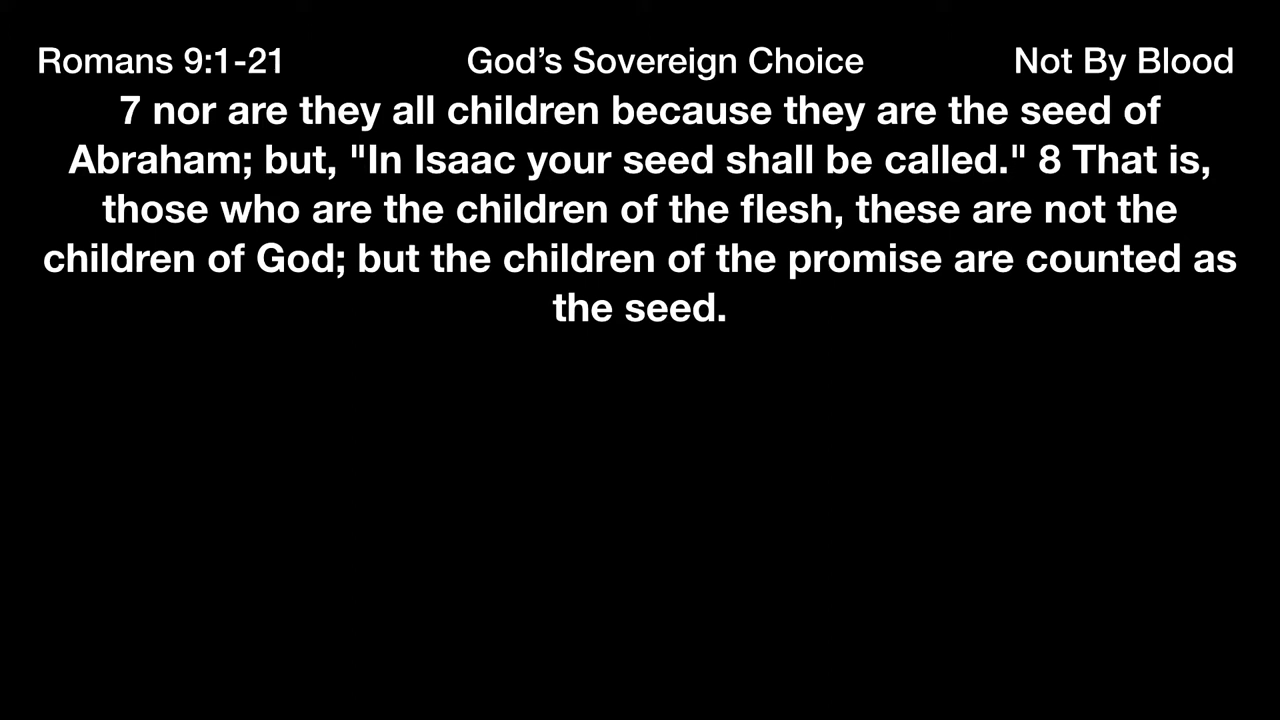 Romans 9:1-21 God’s Sovereign Choice Not By Blood
7 nor are they all children because they are the seed of
Abraham; but, "In Isaac your seed shall be called." 8 That is,
those who are the children of the flesh, these are not the
children of God; but the children of the promise are counted as
the seed.